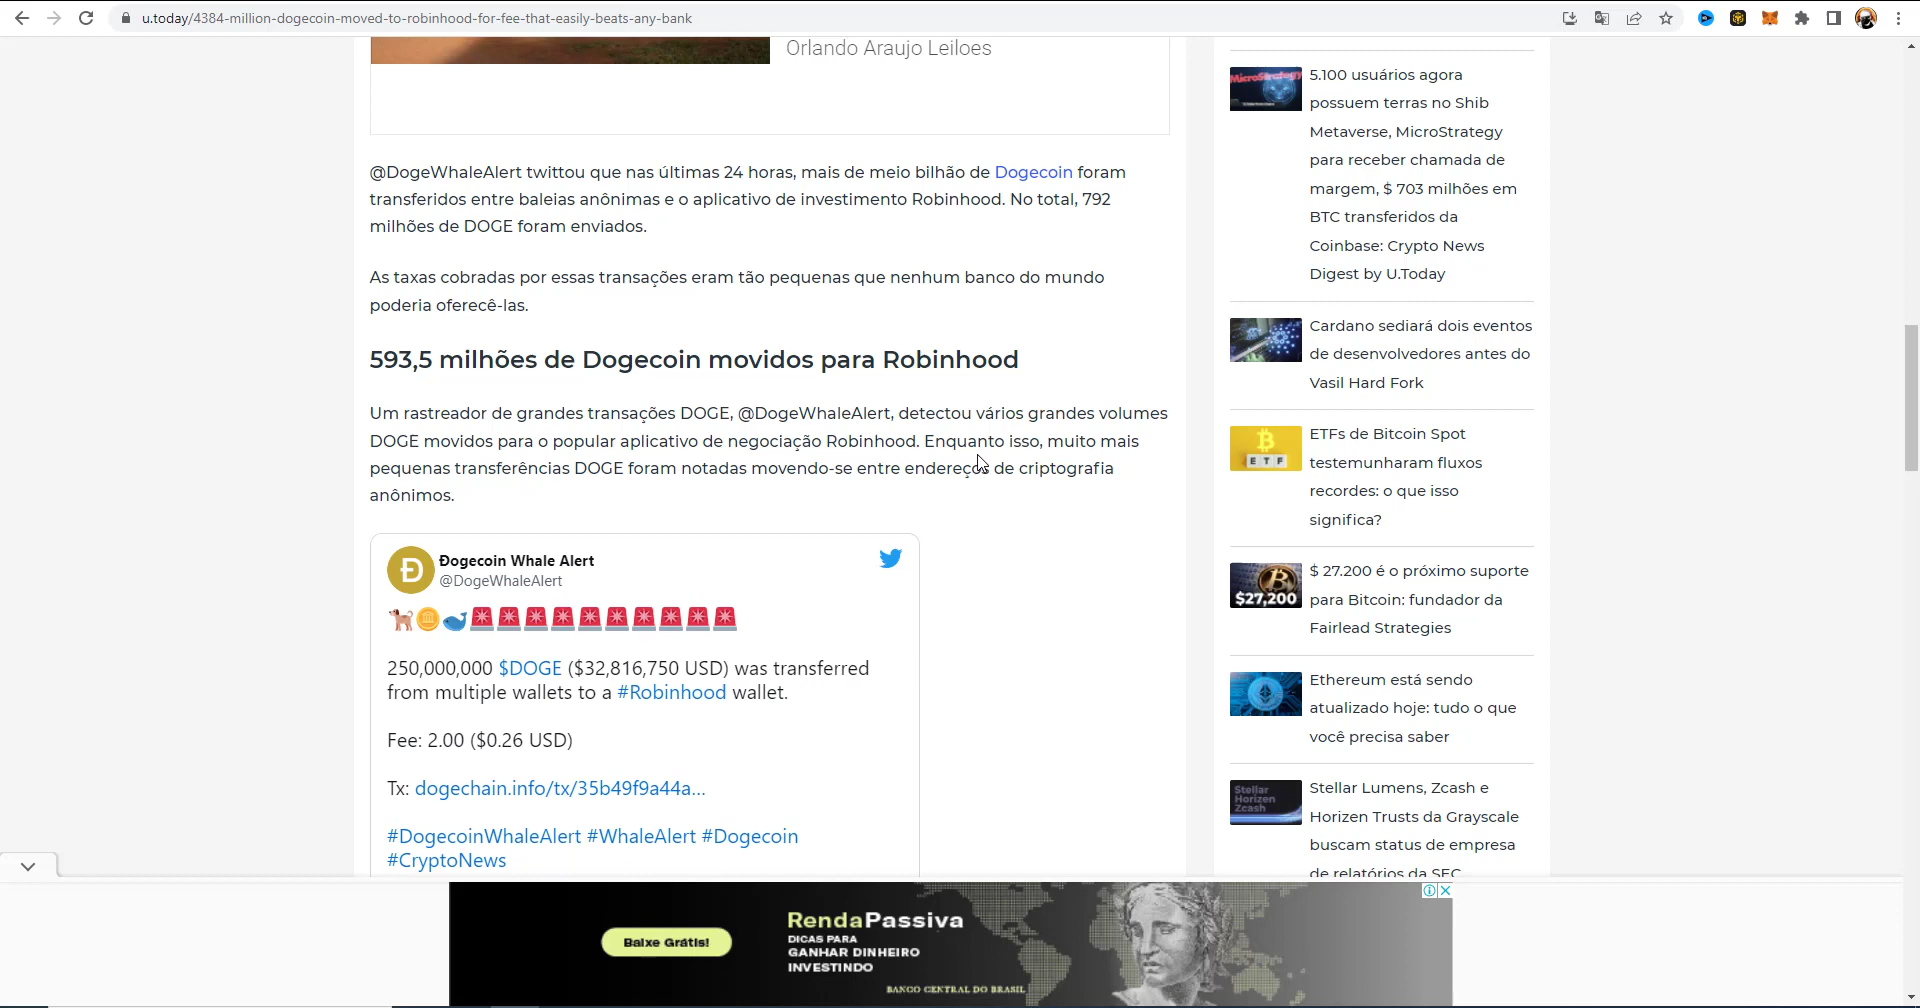 u.today/4384-million-dogecoin-moved-to-robinhood-for-fee-that-easily-beats-any-bank
Orlando Araujo Leiloes
@DogeWhaleAlert twittou que nas últimas 24 horas, mais de meio bilhão de Dogecoin foram
transferidos entre baleias anônimas e o aplicativo de investimento Robinhood. No total, 792
milhões de DOGE foram enviados.
As taxas cobradas por essas transações eram tão pequenas que nenhum banco do mundo
poderia oferecê-las.
593,5 milhões de Dogecoin movidos para Robinhood
Um rastreador de grandes transações DOGE, @DogeWhaleAlert, detectou vários grandes volumes
DOGE movidos para o popular aplicativo de negociação Robinhood. Enquanto isso, muito mais
pequenas transferências DOGE foram notadas movendo-se entre endereços de criptografia
anônimos.
Ðogecoin Whale Alert
@DogeWhaleAlert
250,000,000 $DOGE ($32,816,750 USD) was transferred
from multiple wallets to a #Robinhood wallet.
Fee: 2.00 ($0.26 USD)
Tx: dogechain.info/tx/35b49f9a44a...
#DogecoinWhaleAlert #WhaleAlert #Dogecoin
#CryptoNews
MicroStrategy
5.100 usuários agora
possuem terras no Shib
Metaverse, MicroStrategy
para receber chamada de
margem, $ 703 milhões em
BTC transferidos da
Coinbase: Crypto News
Digest by U.Today
Cardano sediará dois eventos
de desenvolvedores antes do
Vasil Hard Fork
ETF
ETFs de Bitcoin Spot
testemunharam fluxos
recordes: o que isso
significa?
$27,200
$ 27.200 é o próximo suporte
para Bitcoin: fundador da
Fairlead Strategies
Ethereum está sendo
atualizado hoje: tudo o que
você precisa saber
Stellar
Horizen
Zcash
Stellar Lumens, Zcash e
Horizen Trusts da Grayscale
buscam status de empresa
de relatórios da SEC
Baixe Grátis!
RendaPassiva
DICAS PARA
GANHAR DINHEIRO
INVESTINDO
BANCO CENTRAL DO BRASIL